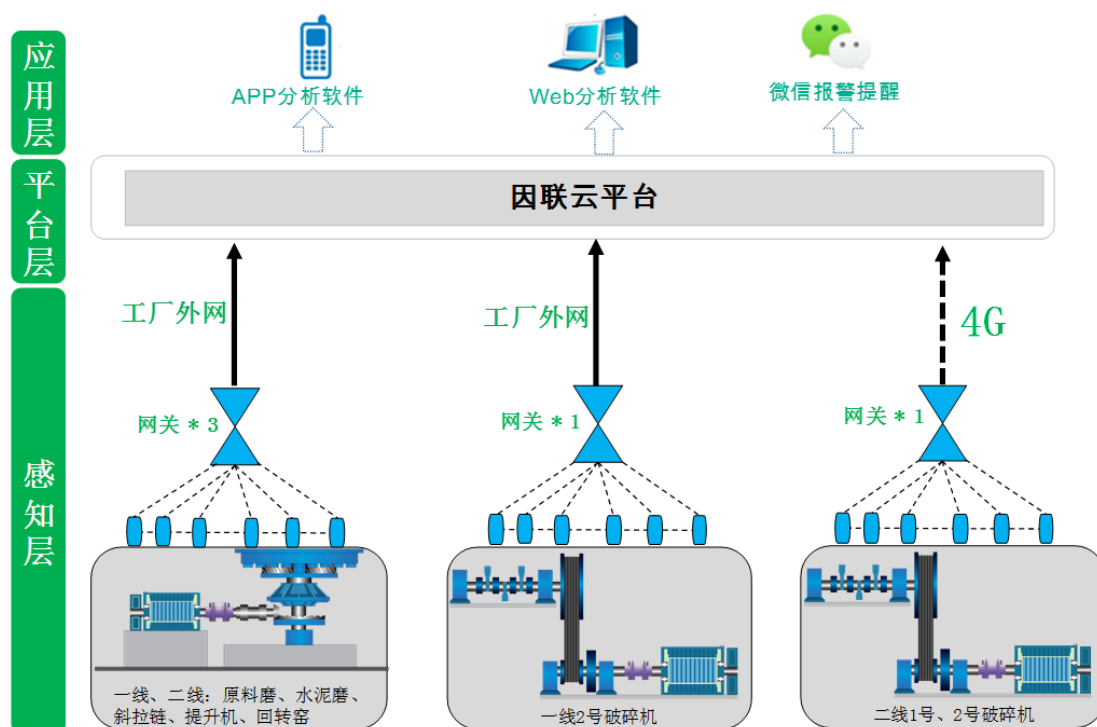 应用层
APP分析软件
Web分析软件
微信报警提醒
平台层
因联云平台
感知层
工厂外网
工厂外网
4G
网关*3
网关*1
网关*1
一线、二线：原料磨、水泥磨、
斜拉链、提升机、回转窑
一线2号破碎机
二线1号、2号破碎机